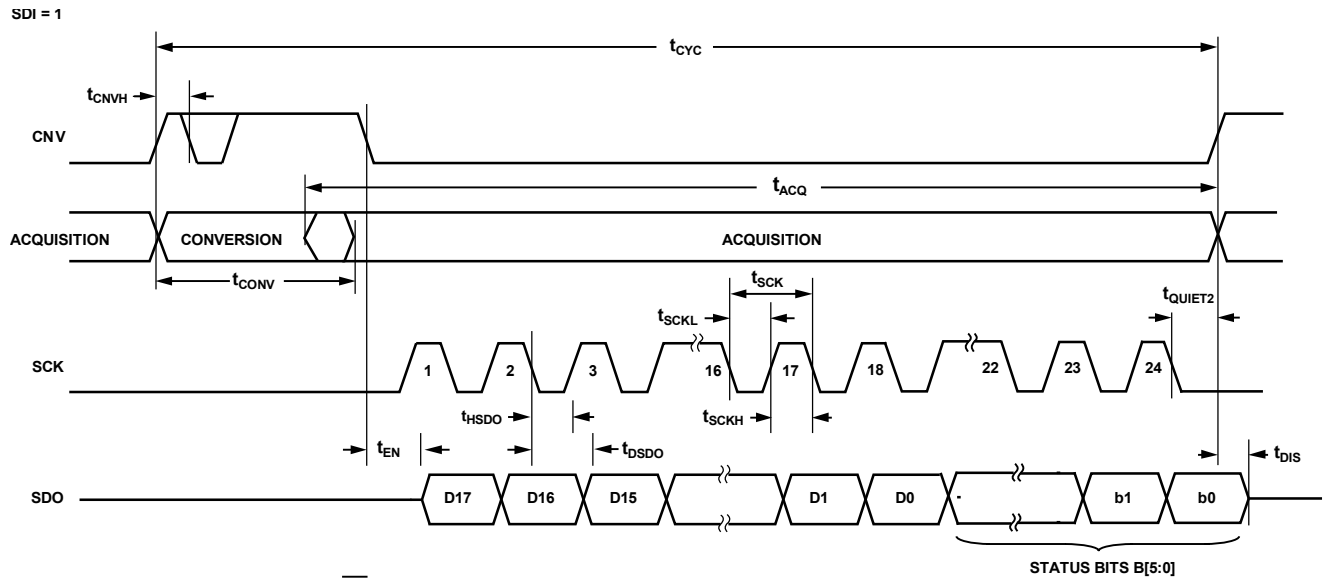 SDI = 1
tCYC
tCNVH
CNV
tACQ
ACQUISITION
CONVERSION
ACQUISITION
tCONV
tSCK
tQUIET2
tSCKL
SCK
1
2
3
16
17
18
22
23
24
tHSDO
tSCKH
tEN
tDSDO
tDIS
SDO
D17
D16
D15
D1
D0
b1
b0
STATUS BITS B[5:0]